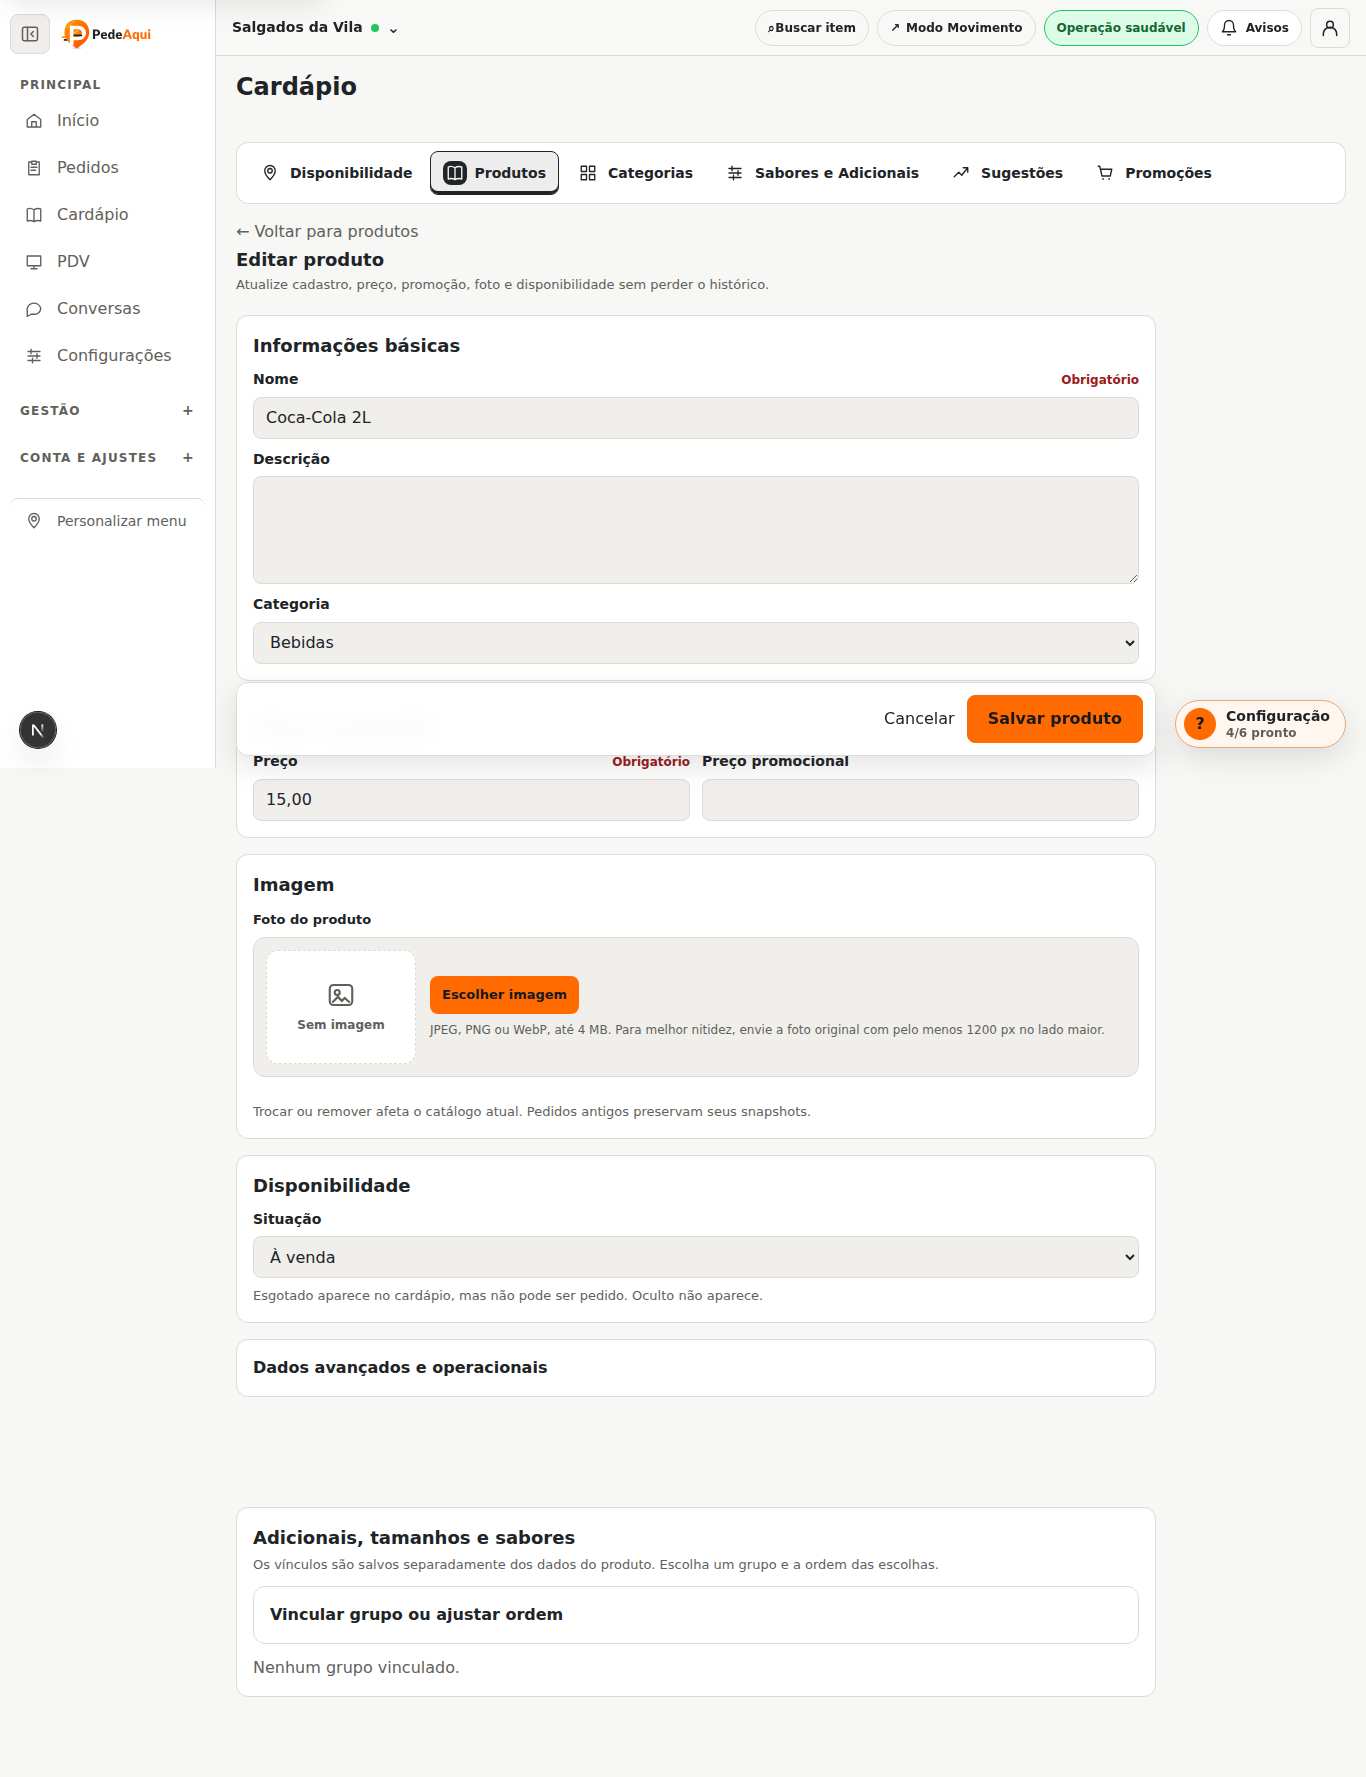 PedeAqui
PRINCIPAL
Início
Pedidos
Cardápio
PDV
Conversas
Configurações
GESTÃO +
CONTA E AJUSTES +
Personalizar menu
N
Salgados da Vila
Buscar item
↗ Modo Movimento
Operação saudável
Avisos
Cardápio
Disponibilidade
Produtos
Categorias
Sabores e Adicionais
Sugestões
Promoções
← Voltar para produtos
Editar produto
Atualize cadastro, preço, promoção, foto e disponibilidade sem perder o histórico.
Informações básicas
Nome Obrigatório
Coca-Cola 2L
Descrição
Categoria
Bebidas
Cancelar
Salvar produto
? Configuração
4/6 pronto
Preço Obrigatório Preço promocional
15,00
Imagem
Foto do produto
Sem imagem
Escolher imagem
JPEG, PNG ou WebP, até 4 MB. Para melhor nitidez, envie a foto original com pelo menos 1200 px no lado maior.
Trocar ou remover afeta o catálogo atual. Pedidos antigos preservam seus snapshots.
Disponibilidade
Situação
À venda
Esgotado aparece no cardápio, mas não pode ser pedido. Oculto não aparece.
Dados avançados e operacionais
Adicionais, tamanhos e sabores
Os vínculos são salvos separadamente dos dados do produto. Escolha um grupo e a ordem das escolhas.
Vincular grupo ou ajustar ordem
Nenhum grupo vinculado.